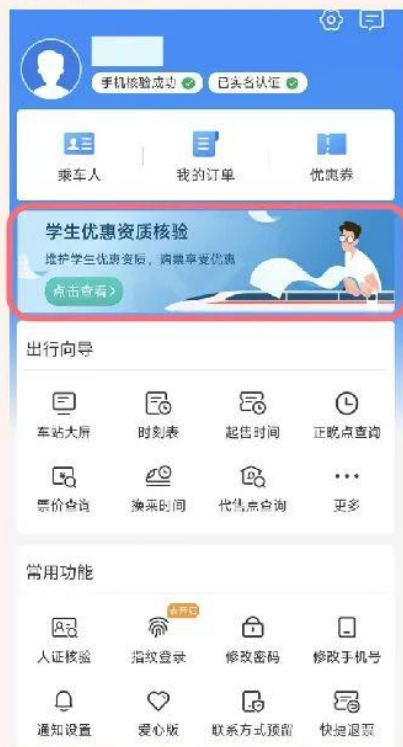 手机核验成功
已实名认证
乘车人
我的订单
优惠券
学生优惠资质核验
维护学生优惠资质，购票享受优惠
点击查看>
出行向导
车站大屏
时刻表
起售时间
正晚点查询
票价查询
换乘时间
代售点查询
更多
常用功能
去开启
人证核验
指纹登录
修改密码
修改手机号
通知设置
爱心版
联系方式预留
快捷退票